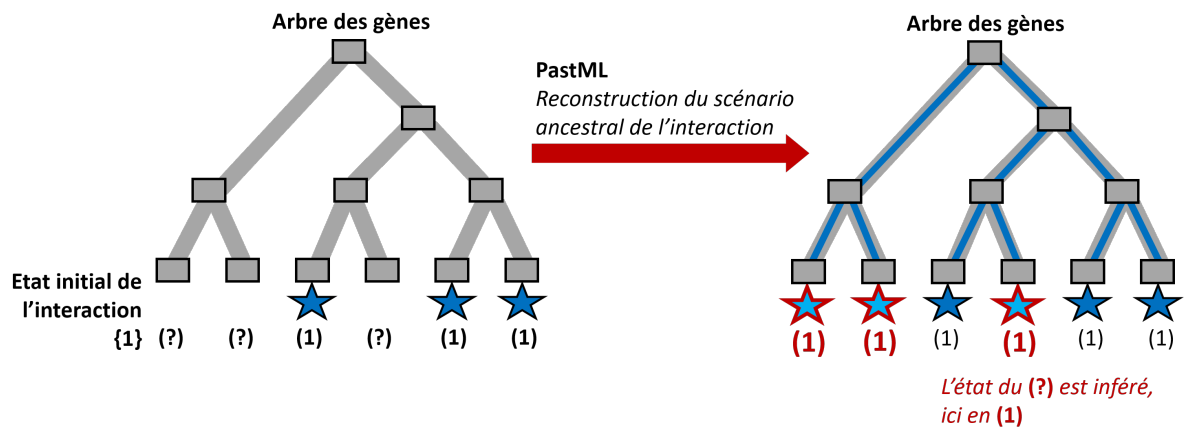 Arbre des gènes
PastML
Reconstruction du scénario
ancestral de l'interaction
Arbre des gènes
Etat initial de
l'interaction
{1} (?) (?) (1) (?) (1) (1)
(1) (1) (1) (1) (1) (1)
L'état du (?) est inféré,
ici en (1)